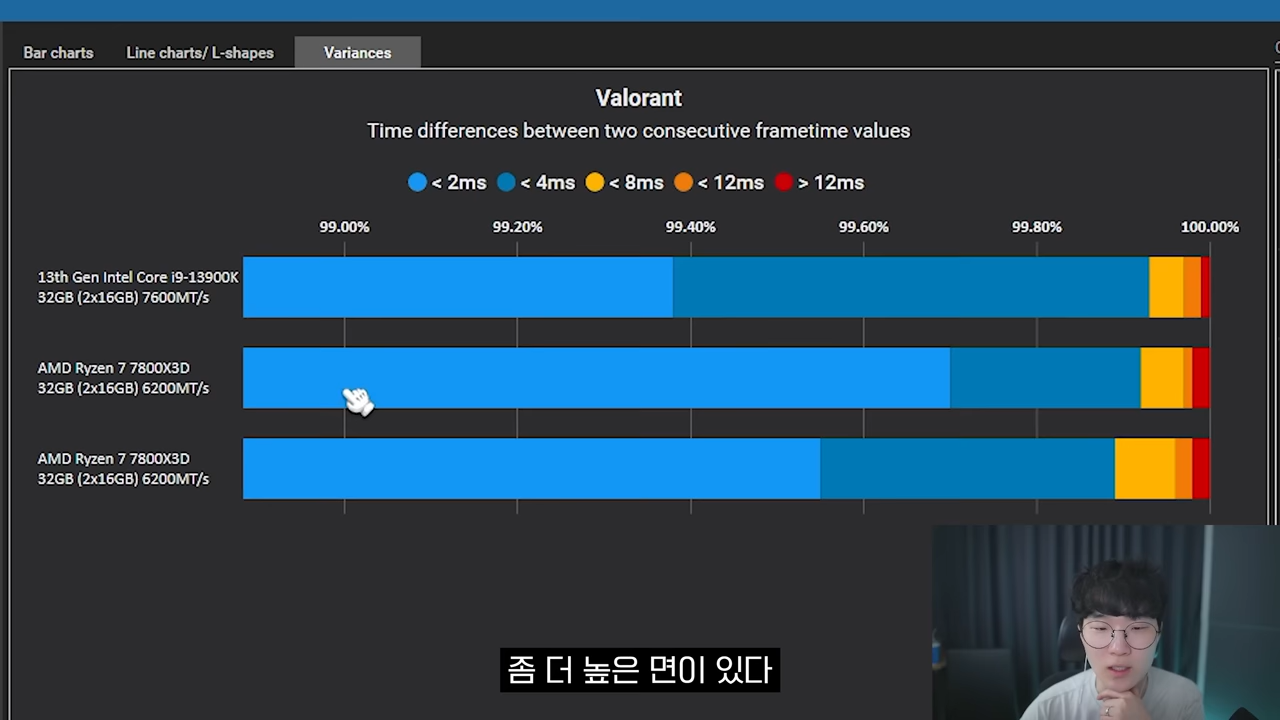 Bar charts
Line charts/ L-shapes
Variances
Valorant
Time differences between two consecutive frametime values
< 2ms < 4ms < 8ms < 12ms > 12ms
99.00% 99.20% 99.40% 99.60% 99.80% 100.00%
13th Gen Intel Core i9-13900K
32GB (2x16GB) 7600MT/s
AMD Ryzen 7 7800X3D
32GB (2x16GB) 6200MT/s
AMD Ryzen 7 7800X3D
32GB (2x16GB) 6200MT/s
좀 더 높은 면이 있다